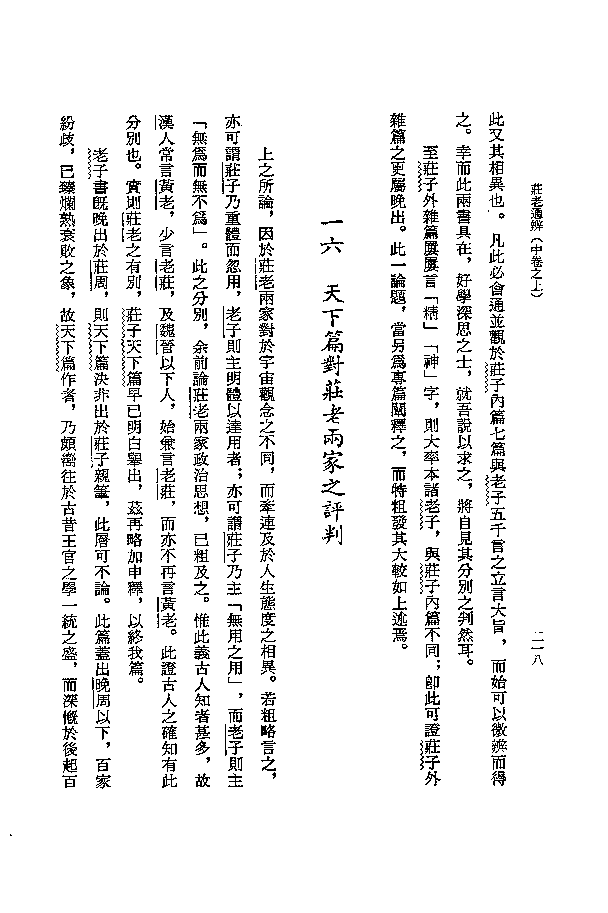 莊老通辨（中卷之上）
二一八
此又其相異也。凡此必會通並觀於莊子內篇七篇與老子五千言之立言大旨，而始可以微辨而得
之。幸而此兩書具在，好學深思之士，就吾說以求之，將自見其分別之判然耳。
至莊子外雜篇屢屢言「精」「神」字，則大率本諸老子，與莊子內篇不同；卽此可證莊子外
雜篇之更屬晚出。此一論題，當另爲專篇闡釋之，而特粗發其大較如上述焉。
一六　天下篇對莊老兩家之評判
上之所論，因於莊老兩家對於宇宙觀念之不同，而牽連及於人生態度之相異。若粗略言之，
亦可謂莊子乃重體而忽用，老子則主明體以達用者；亦可謂莊子乃主「無用之用」，而老子則主
「無爲而無不爲」。此之分別，余前論莊老兩家政治思想，已粗及之。惟此義古人知者甚多，故
漢人常言黃老，少言老莊，及魏晉以下人，始兼言老莊，而亦不再言黃老。此證古人之確知有此
分別也。實則莊老之有別，莊子天下篇早已明白舉出，茲再略加申釋，以終我篇。
老子書旣晚出於莊周，則天下篇決非出於莊子親筆，此層可不論。此篇蓋出晚周以下，百家
紛歧，已臻爛熟衰敗之象，故天下篇作者，乃頗嚮往於古昔王官之學一統之盛，而深慨於後起百